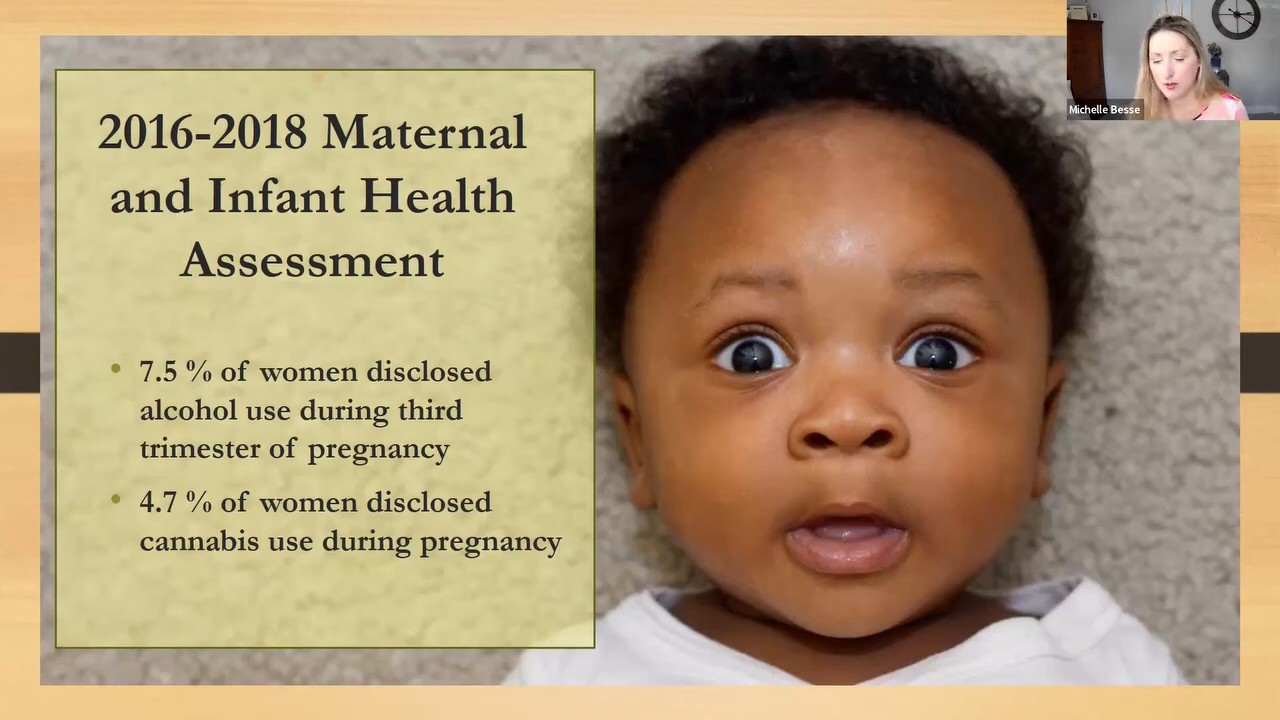 2016-2018 Maternal
and Infant Health
Assessment
• 7.5 % of women disclosed
alcohol use during third
trimester of pregnancy
• 4.7 % of women disclosed
cannabis use during pregnancy
Michelle Besse